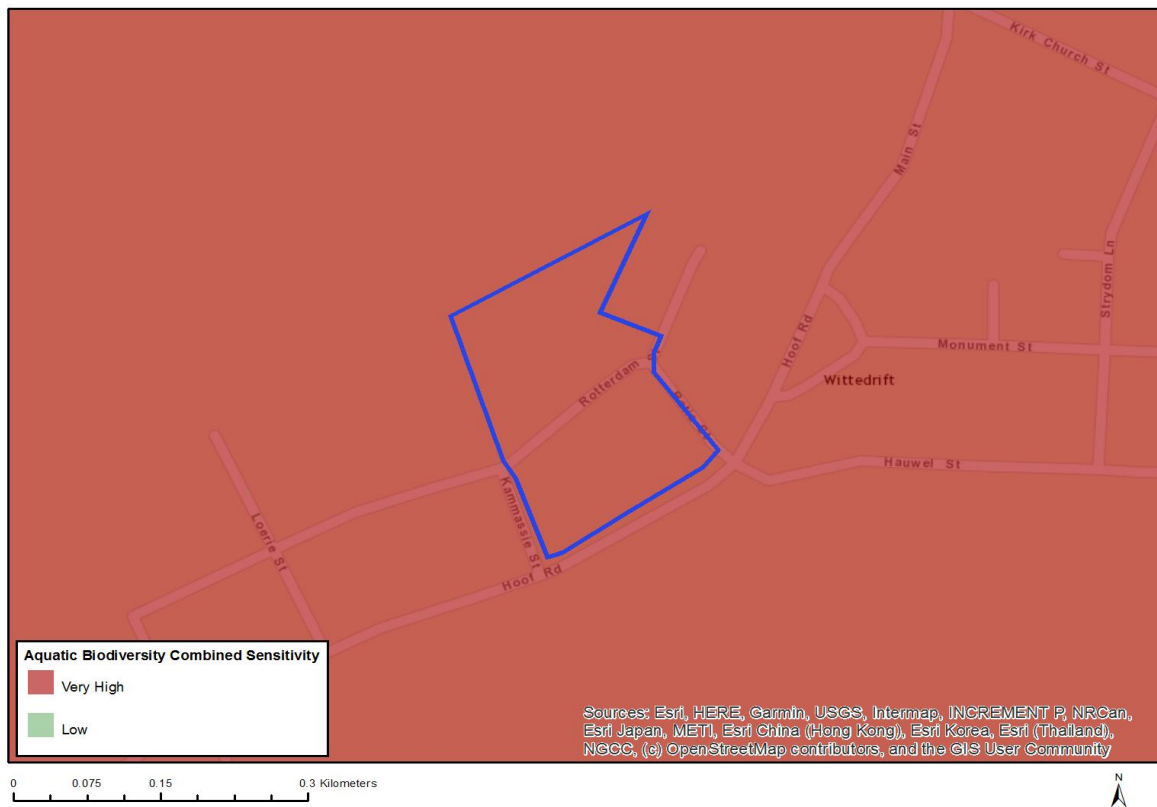 Kirk Church St
Main St
Strydom Ln
Hoof Rd
Monument St
Wittedrift
Rotterdam St
Hauwel St
Kammassie St
Loerie St
Hoof Rd
Aquatic Biodiversity Combined Sensitivity
Very High
Low
Sources: Esri, HERE, Garmin, USGS, Intermap, INCREMENT P, NRCan,
Esri Japan, METI, Esri China (Hong Kong), Esri Korea, Esri (Thailand),
NGCC, (c) OpenStreetMap contributors, and the GIS User Community
0 0.075 0.15 0.3 Kilometers
N